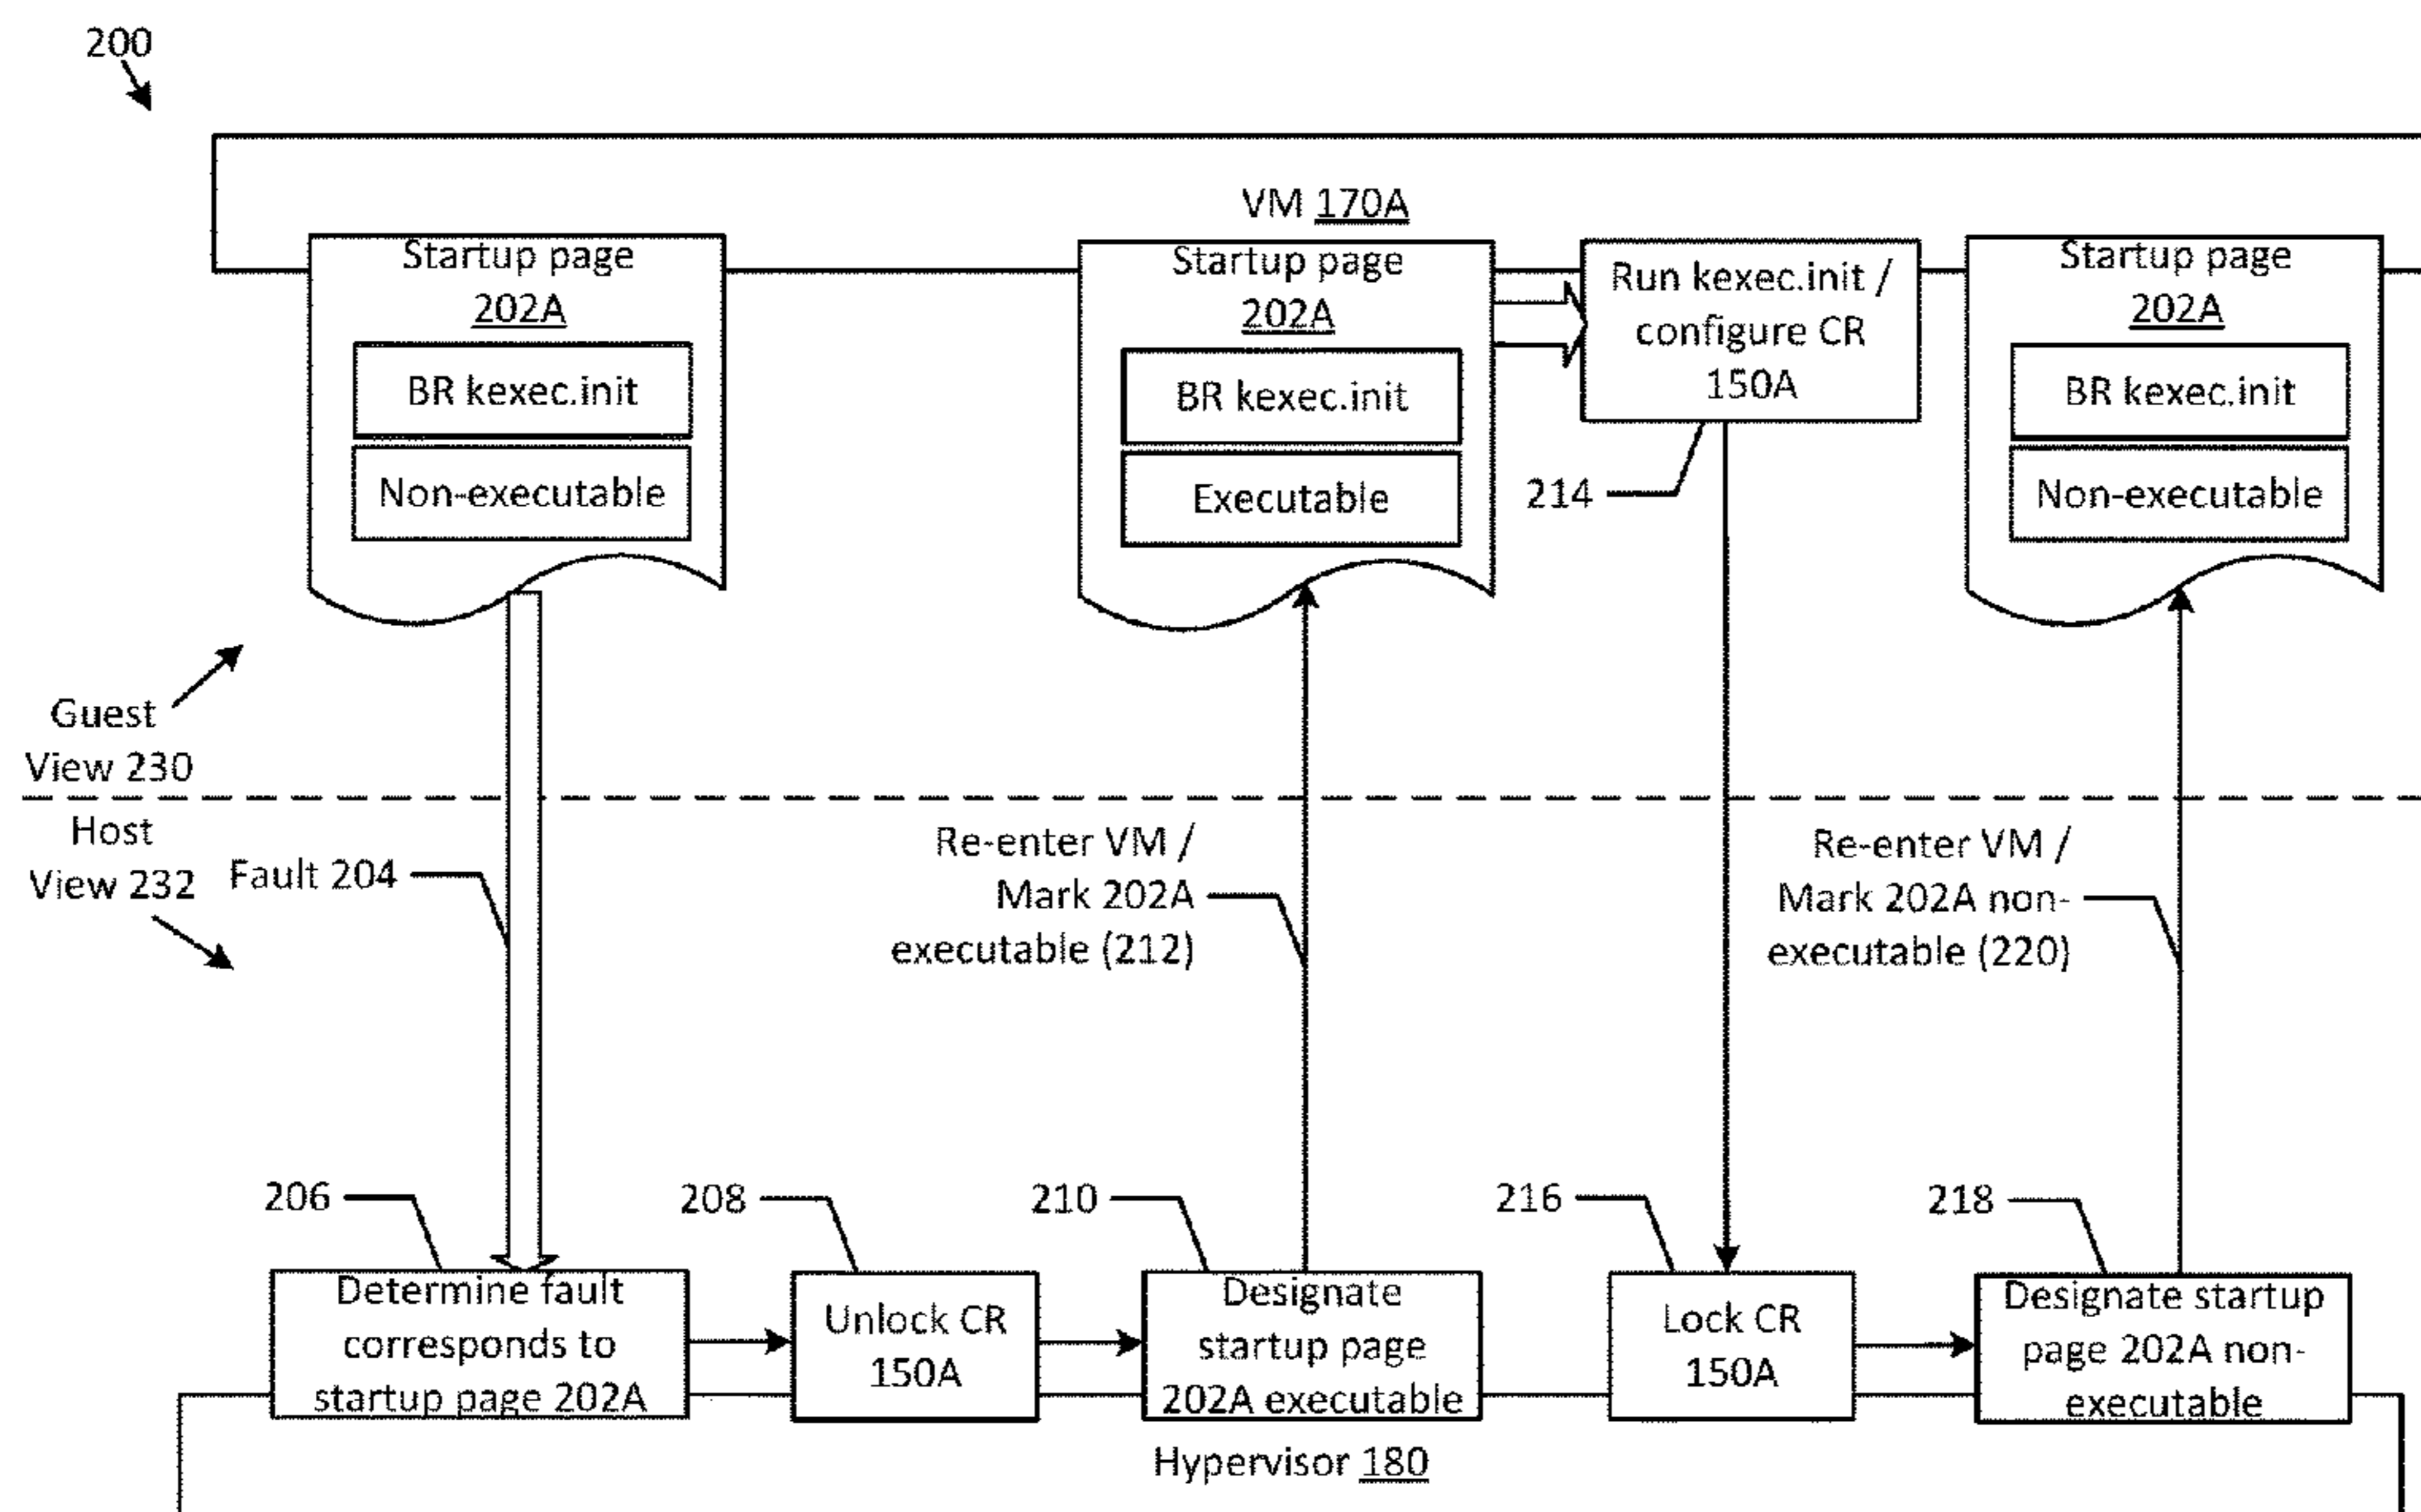 200
VM 170A
Startup page
202A
BR kexec.init
Non-executable
Startup page
202A
BR kexec.init
Executable
Run kexec.init /
configure CR
150A
214
Startup page
202A
BR kexec.init
Non-executable
Guest
View 230
Host
View 232
Fault 204
Re-enter VM /
Mark 202A
executable (212)
Re-enter VM /
Mark 202A non-
executable (220)
206
Determine fault
corresponds to
startup page 202A
208
Unlock CR
150A
210
Designate
startup page
202A executable
216
Lock CR
150A
218
Designate startup
page 202A non-
executable
Hypervisor 180